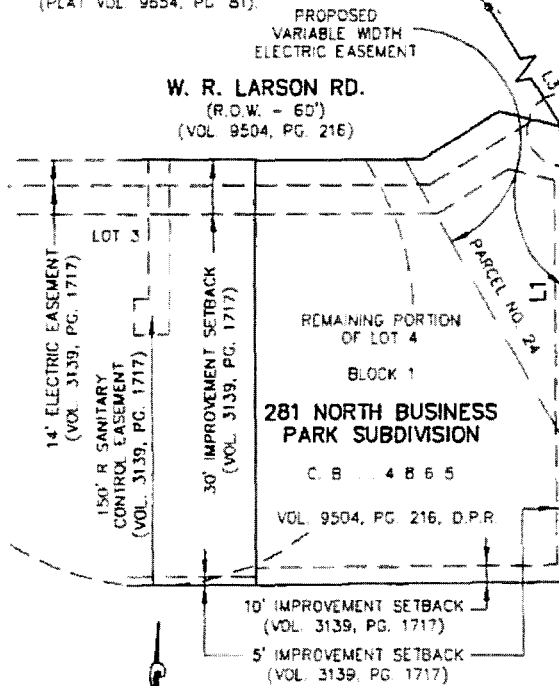 (PLAT VOL. 9654, PG 81).
PROPOSED
VARIABLE WIDTH
ELECTRIC EASEMENT
W. R. LARSON RD.
(R.O.W. - 60')
(VOL. 9504, PG. 216)
L3
LOT 3
14' ELECTRIC EASEMENT
(VOL. 3139, PG. 1717)
150' R SANITARY
CONTROL EASEMENT
(VOL. 3139, PG. 1717)
30' IMPROVEMENT SETBACK
(VOL. 3139, PG. 1717)
PARCEL NO. 24
L1
REMAINING PORTION
OF LOT 4
BLOCK 1
281 NORTH BUSINESS
PARK SUBDIVISION
C. B. 4865
VOL. 9504, PG. 216, D.P.R.
10' IMPROVEMENT SETBACK
(VOL. 3139, PG. 1717)
5' IMPROVEMENT SETBACK
(VOL. 3139, PG. 1717)